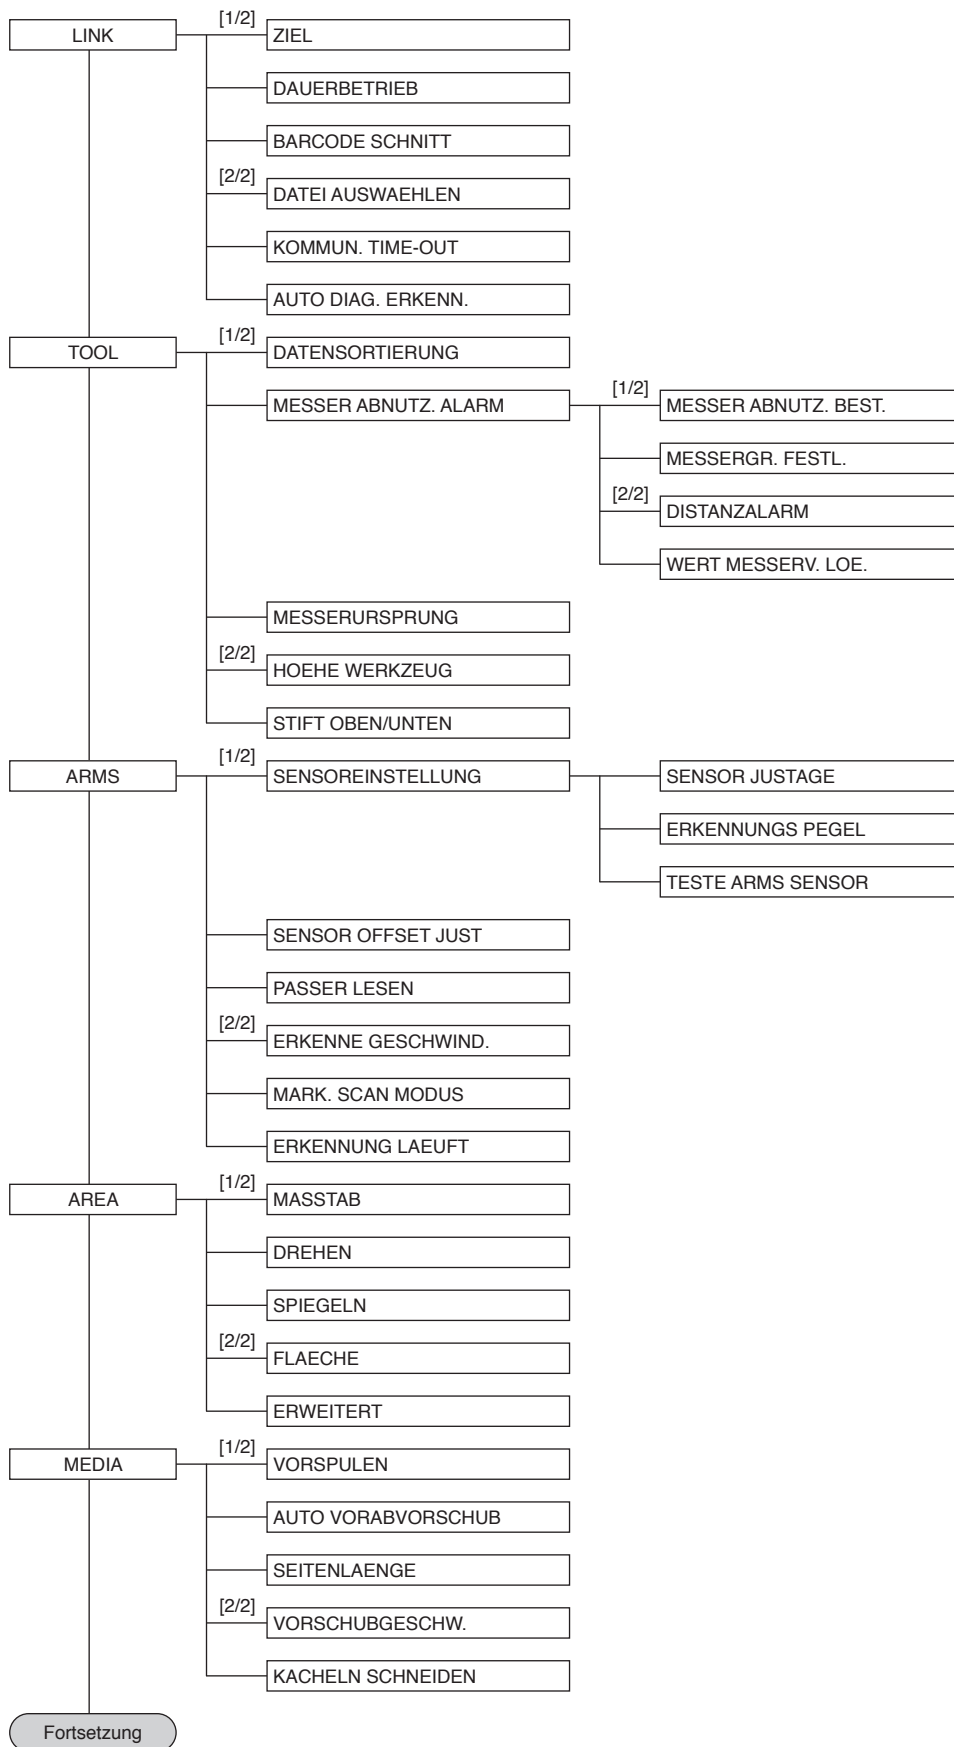 [1/2]
LINK
ZIEL
DAUERBETRIEB
BARCODE SCHNITT
[2/2]
DATEI AUSWAEHLEN
KOMMUN. TIME-OUT
AUTO DIAG. ERKENN.
[1/2]
TOOL
DATENSORTIERUNG
MESSER ABNUTZ. ALARM
[1/2]
MESSER ABNUTZ. BEST.
MESSERGR. FESTL.
[2/2]
DISTANZALARM
WERT MESSERV. LOE.
MESSERURSPRUNG
[2/2]
HOEHE WERKZEUG
STIFT OBEN/UNTEN
[1/2]
ARMS
SENSOREINSTELLUNG
SENSOR JUSTAGE
ERKENNUNGS PEGEL
TESTE ARMS SENSOR
SENSOR OFFSET JUST
PASSER LESEN
[2/2]
ERKENNE GESCHWIND.
MARK. SCAN MODUS
ERKENNUNG LAEUFT
[1/2]
AREA
MASSTAB
DREHEN
SPIEGELN
[2/2]
FLAECHE
ERWEITERT
[1/2]
MEDIA
VORSPULEN
AUTO VORABVORSCHUB
SEITENLAENGE
[2/2]
VORSCHUBGESCHW.
KACHELN SCHNEIDEN
Fortsetzung